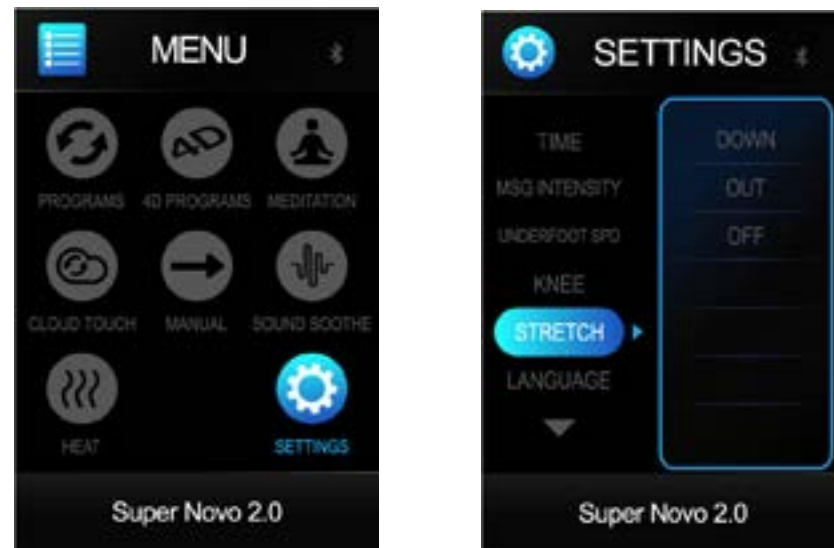 MENU
PROGRAMS 4D PROGRAMS MEDITATION
CLOUD TOUCH MANUAL SOUND SOOTHE
HEAT SETTINGS
Super Novo 2.0
SETTINGS
TIME
MSG INTENSITY
UNDERFOOT SPD
KNEE
STRETCH
LANGUAGE
DOWN
OUT
OFF
Super Novo 2.0